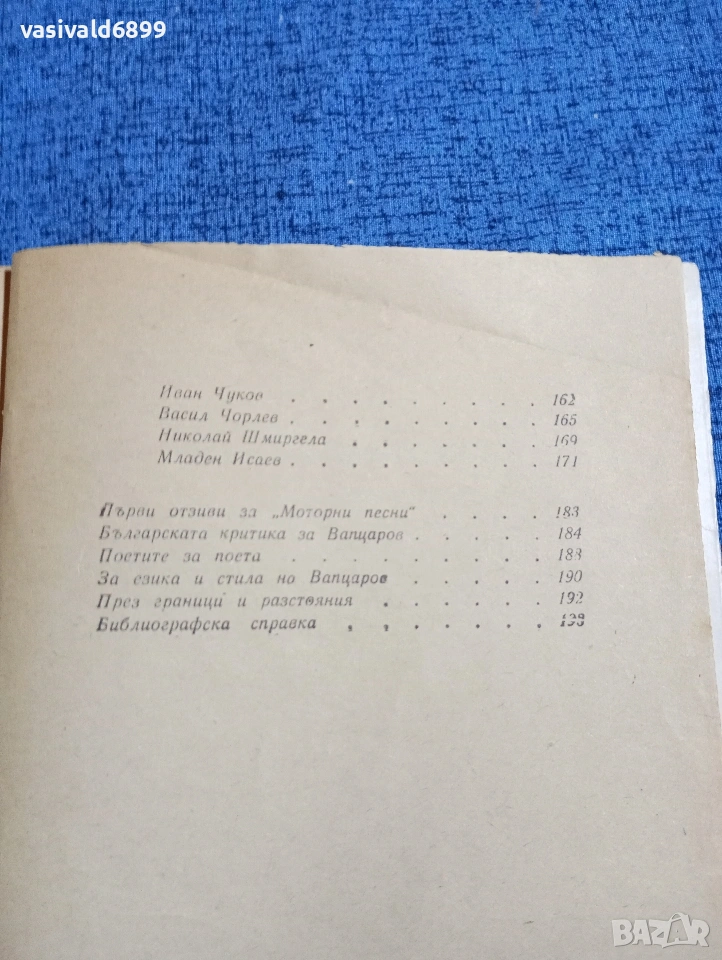 vasivald6899
Иван Чуков . . . . . . . . . 162
Васил Чорлев . . . . . . . . 165
Николай Шмиргела . . . . . . . 169
Младен Исаев . . . . . . . . 171
Първи отзиви за „Моторни песни“ . . . . 183
Българската критика за Вапцаров . . . . . 184
Поетите за поета . . . . . . . . 188
За езика и стила на Вапцаров . . . . . 190
През граници и разстояния . . . . . . 192
Библиографска справка . . . . . . .
BAZAR